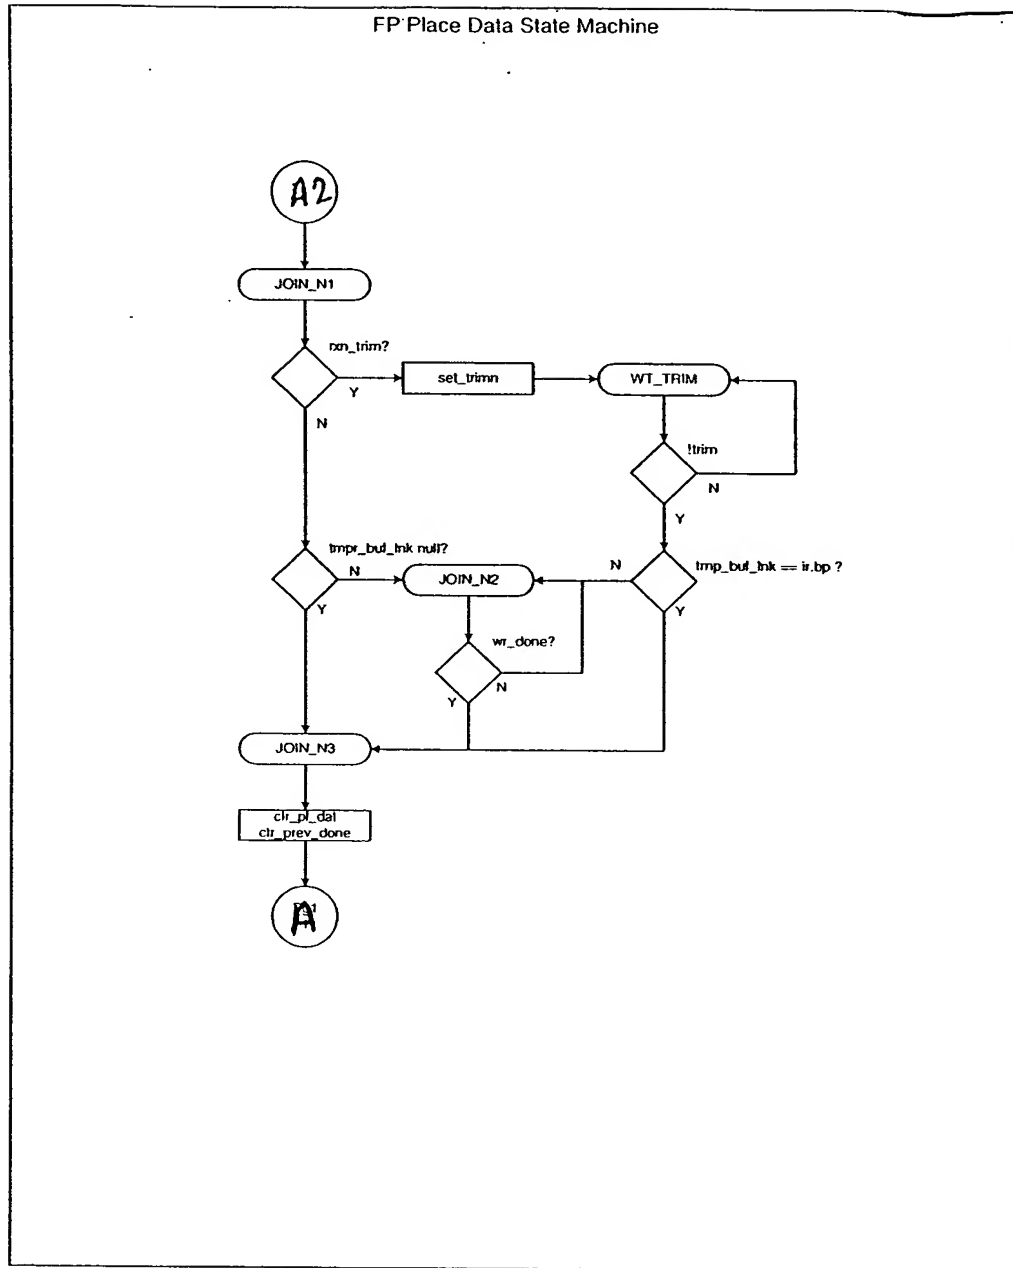 FP Place Data State Machine
A2
JOIN_N1
rxn_trim?
Y
set_trimn
WT_TRIM
N
!trim
N
Y
tmpr_buf_lnk null?
N
JOIN_N2
N
tmp_buf_lnk == ir.bp ?
Y
Y
wr_done?
Y
N
JOIN_N3
clr_pl_dat
clr_prev_done
A